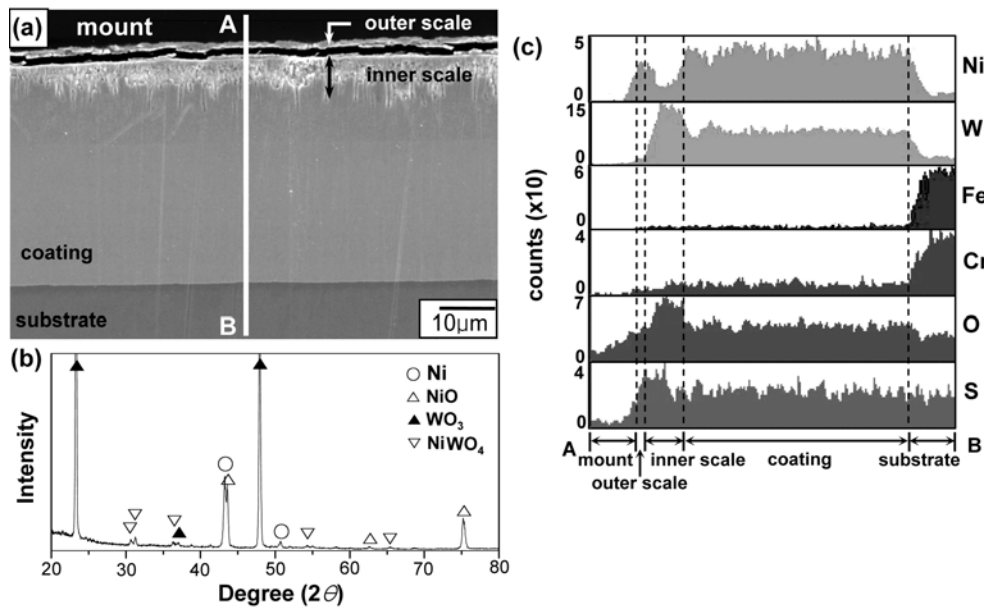 (a)
mount
A
outer scale
inner scale
coating
substrate
B
10μm
(b)
Intensity
○ Ni
△ NiO
▲ WO₃
▽ NiWO₄
20 30 40 50 60 70 80
Degree (2θ)
(c)
counts (x10)
5
0
Ni
15
0
W
6
0
Fe
4
0
Cr
7
0
O
4
0
S
A
mount
inner scale
coating
substrate
B
outer scale